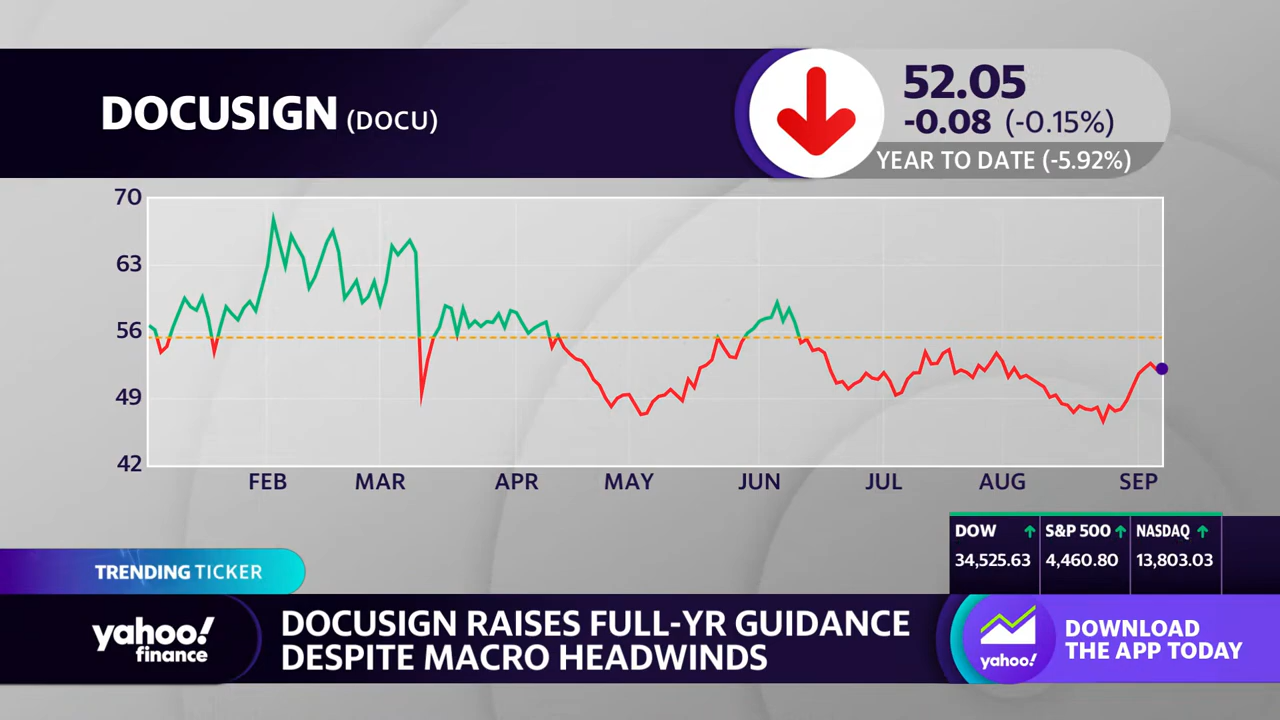 DOCUSIGN (DOCU)
52.05
-0.08 (-0.15%)
YEAR TO DATE (-5.92%)
70
63
56
49
42
FEB MAR APR MAY JUN JUL AUG SEP
DOW S&P 500 NASDAQ
34,525.63 4,460.80 13,803.03
TRENDING TICKER
yahoo!
finance
DOCUSIGN RAISES FULL-YR GUIDANCE
DESPITE MACRO HEADWINDS
yahoo!
DOWNLOAD
THE APP TODAY